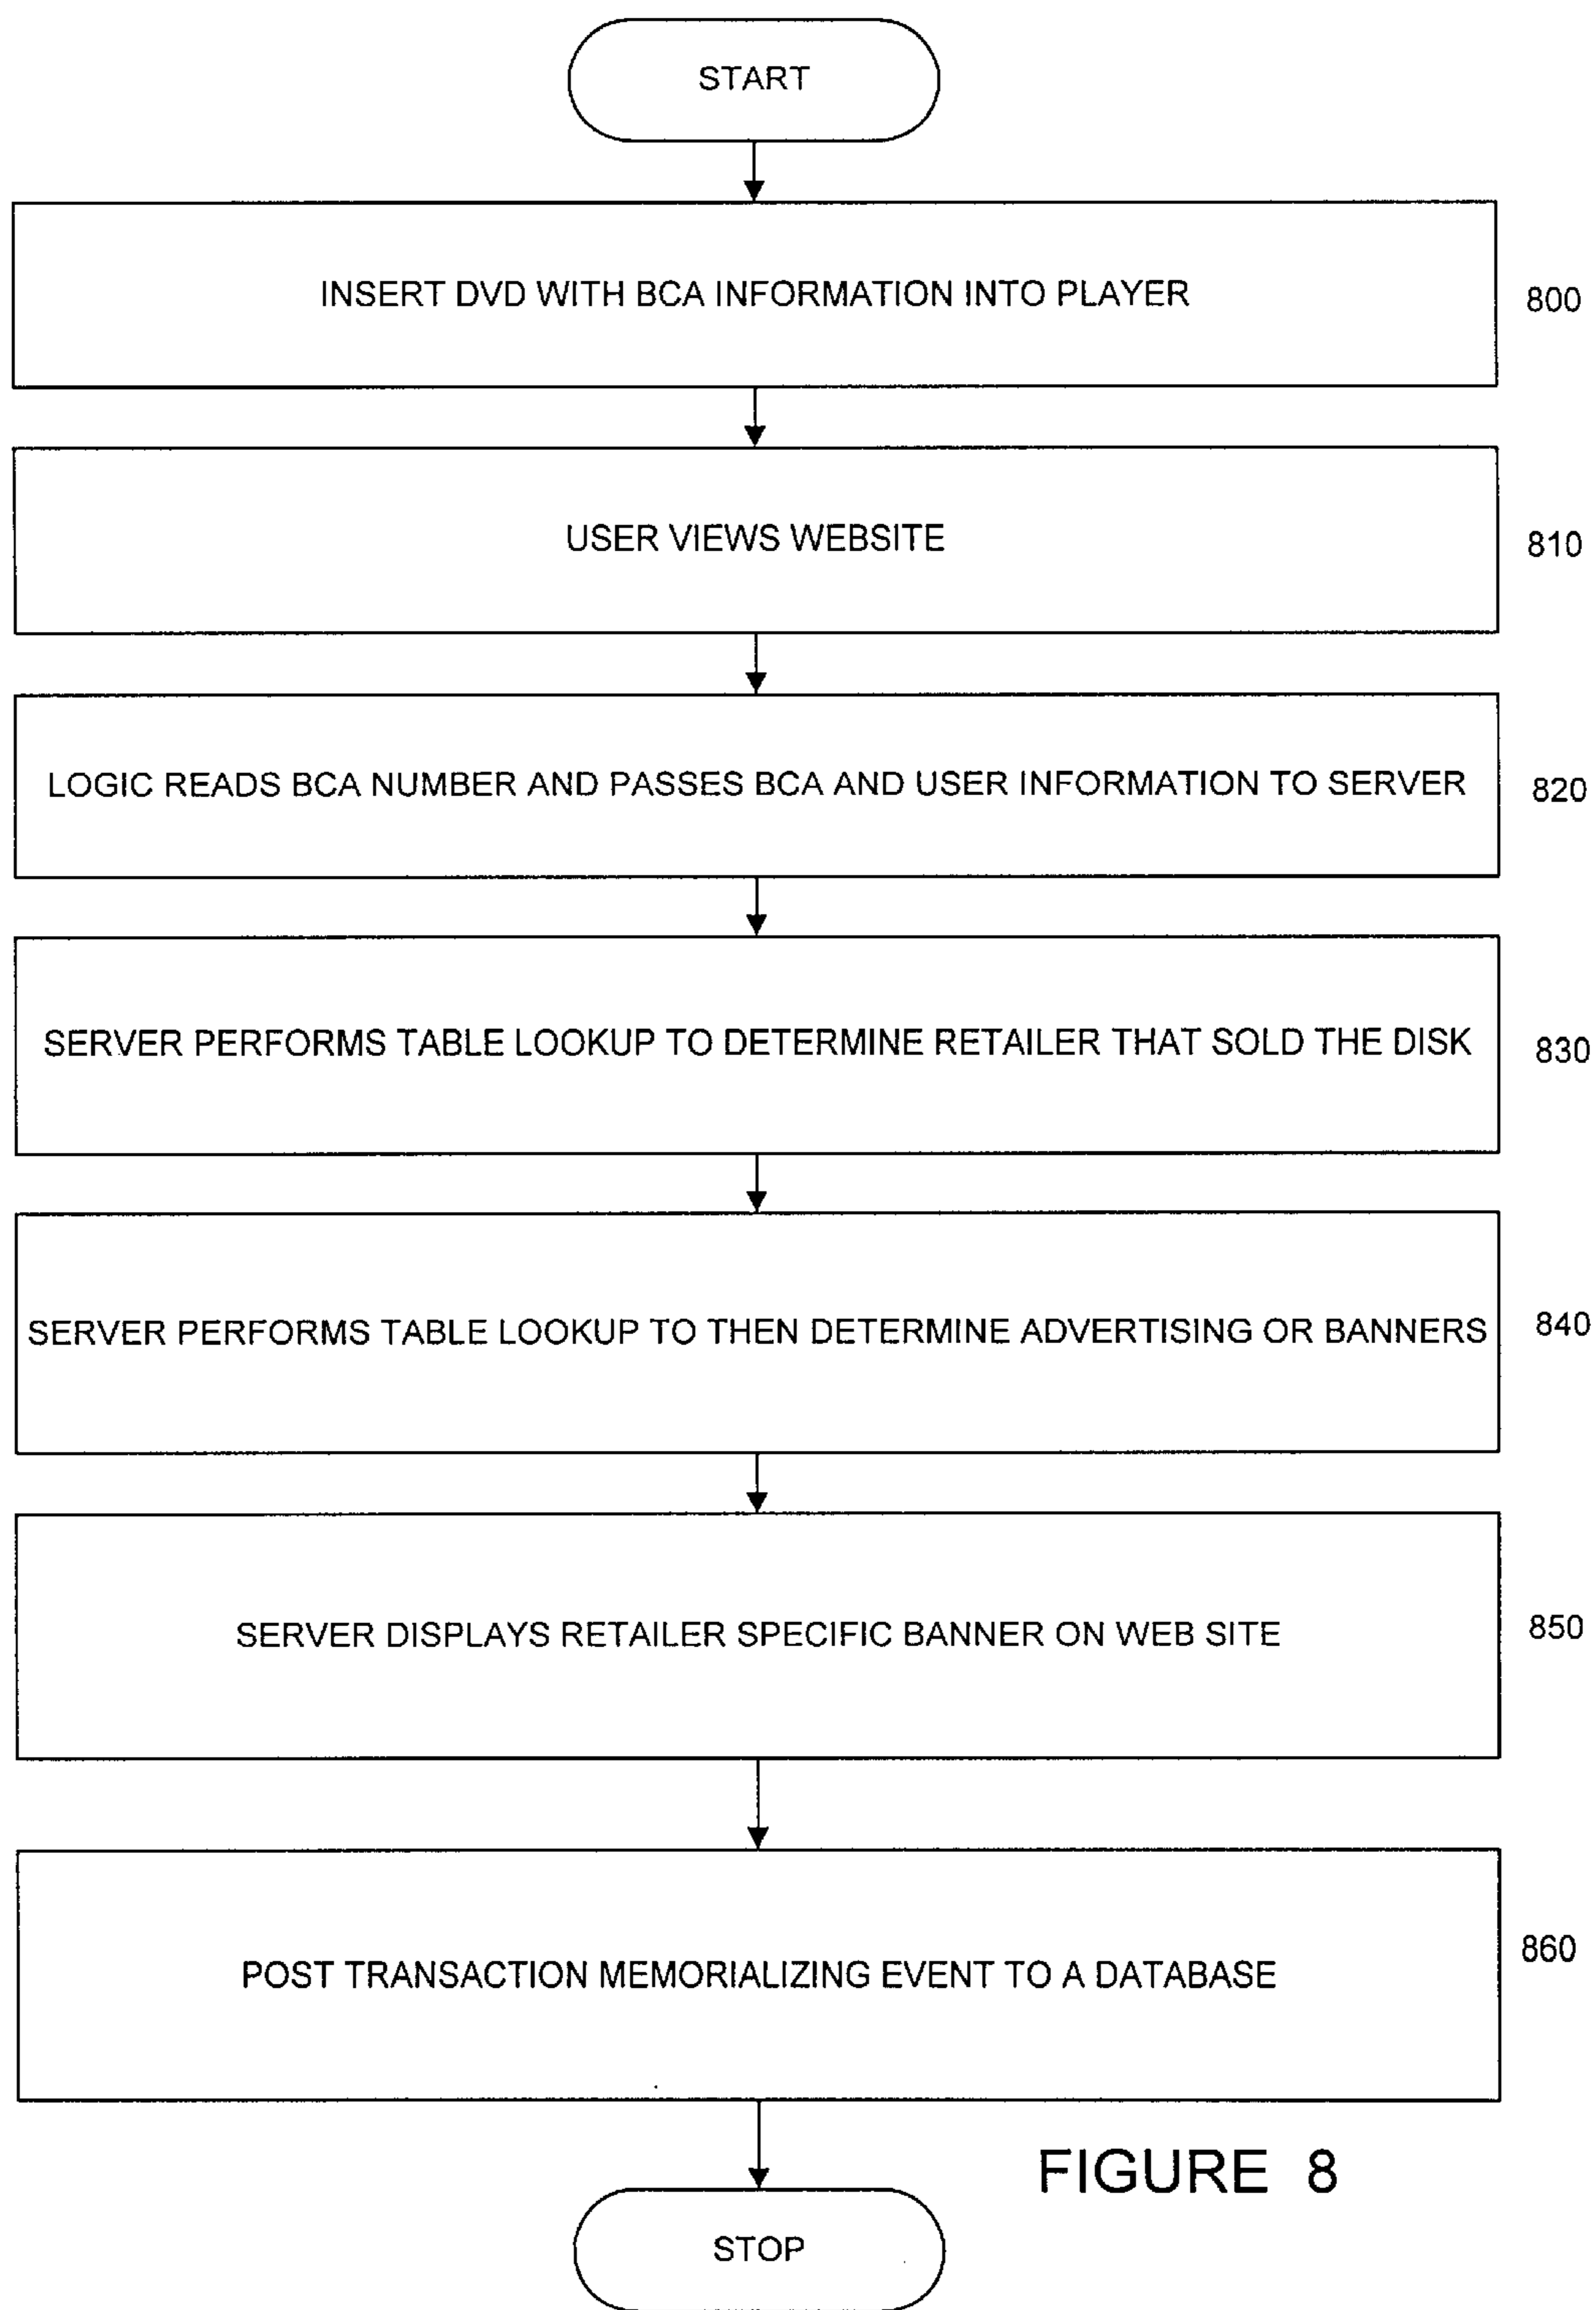 START
INSERT DVD WITH BCA INFORMATION INTO PLAYER
800
USER VIEWS WEBSITE
810
LOGIC READS BCA NUMBER AND PASSES BCA AND USER INFORMATION TO SERVER
820
SERVER PERFORMS TABLE LOOKUP TO DETERMINE RETAILER THAT SOLD THE DISK
830
SERVER PERFORMS TABLE LOOKUP TO THEN DETERMINE ADVERTISING OR BANNERS
840
SERVER DISPLAYS RETAILER SPECIFIC BANNER ON WEB SITE
850
POST TRANSACTION MEMORIALIZING EVENT TO A DATABASE
860
FIGURE 8
STOP